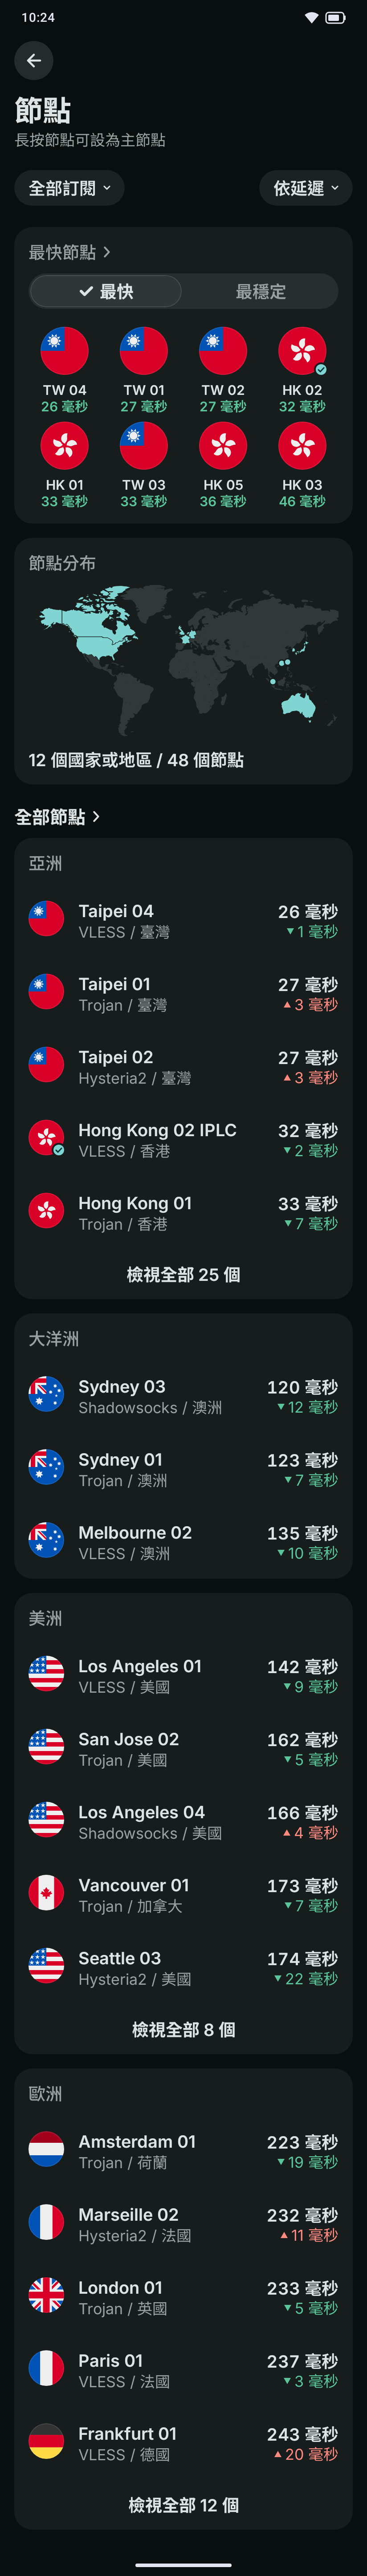 10:24
節點
長按節點可設為主節點
全部訂閱
依延遲
最快節點
最快
最穩定
TW 04
TW 01
TW 02
HK 02
26 毫秒
27 毫秒
27 毫秒
32 毫秒
HK 01
TW 03
HK 05
HK 03
33 毫秒
33 毫秒
36 毫秒
46 毫秒
節點分布
12 個國家或地區 / 48 個節點
全部節點
亞洲
Taipei 04
26 毫秒
VLESS / 臺灣
▼1 毫秒
Taipei 01
27 毫秒
Trojan / 臺灣
▲3 毫秒
Taipei 02
27 毫秒
Hysteria2 / 臺灣
▲3 毫秒
Hong Kong 02 IPLC
32 毫秒
VLESS / 香港
▼2 毫秒
Hong Kong 01
33 毫秒
Trojan / 香港
▼7 毫秒
檢視全部 25 個
大洋洲
Sydney 03
120 毫秒
Shadowsocks / 澳洲
▼12 毫秒
Sydney 01
123 毫秒
Trojan / 澳洲
▼7 毫秒
Melbourne 02
135 毫秒
VLESS / 澳洲
▼10 毫秒
美洲
Los Angeles 01
142 毫秒
VLESS / 美國
▼9 毫秒
San Jose 02
162 毫秒
Trojan / 美國
▼5 毫秒
Los Angeles 04
166 毫秒
Shadowsocks / 美國
▲4 毫秒
Vancouver 01
173 毫秒
Trojan / 加拿大
▼7 毫秒
Seattle 03
174 毫秒
Hysteria2 / 美國
▼22 毫秒
檢視全部 8 個
歐洲
Amsterdam 01
223 毫秒
Trojan / 荷蘭
▼19 毫秒
Marseille 02
232 毫秒
Hysteria2 / 法國
▲11 毫秒
London 01
233 毫秒
Trojan / 英國
▼5 毫秒
Paris 01
237 毫秒
VLESS / 法國
▼3 毫秒
Frankfurt 01
243 毫秒
VLESS / 德國
▲20 毫秒
檢視全部 12 個